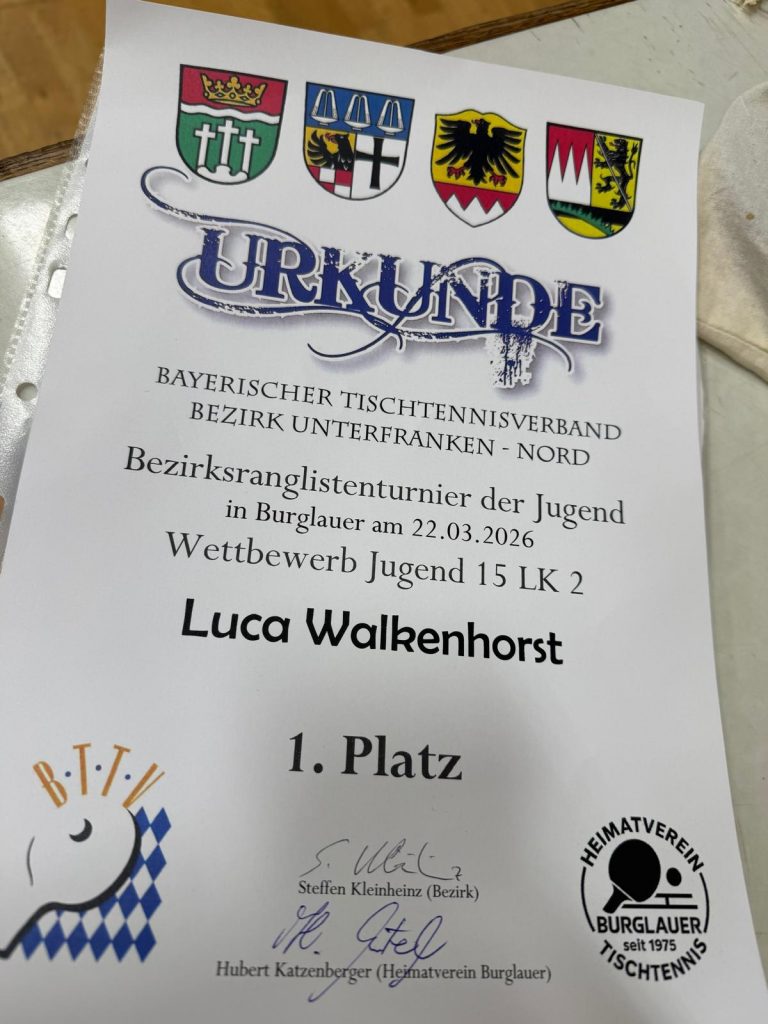 URKUNDE
BAYERISCHER TISCHTENNISVERBAND
BEZIRK UNTERFRANKEN - NORD
Bezirksranglistenturnier der Jugend
in Burglauer am 22.03.2026
Wettbewerb Jugend 15 LK 2
Luca Walkenhorst
1. Platz
B·T·T·V
Steffen Kleinheinz (Bezirk)
Hubert Katzenberger (Heimatverein Burglauer)
HEIMATVEREIN
BURGLAUER
seit 1975
TISCHTENNIS